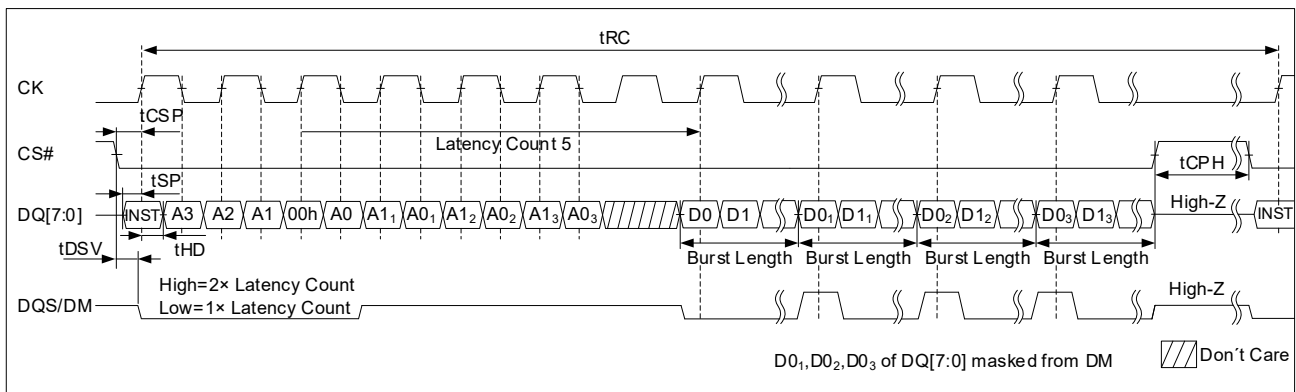 tRC
CK
tCSP
Latency Count 5
CS#
tCPH
tSP
DQ[7:0] INST A3 A2 A1 00h A0 A1₁ A0₁ A1₂ A0₂ A1₃ A0₃ D0 D1 D0₁ D1₁ D0₂ D1₂ D0₃ D1₃ High-Z INST
tDSV tHD Burst Length Burst Length Burst Length Burst Length
High=2× Latency Count
High-Z
DQS/DM Low=1× Latency Count
D0₁,D0₂,D0₃ of DQ[7:0] masked from DM Don´t Care